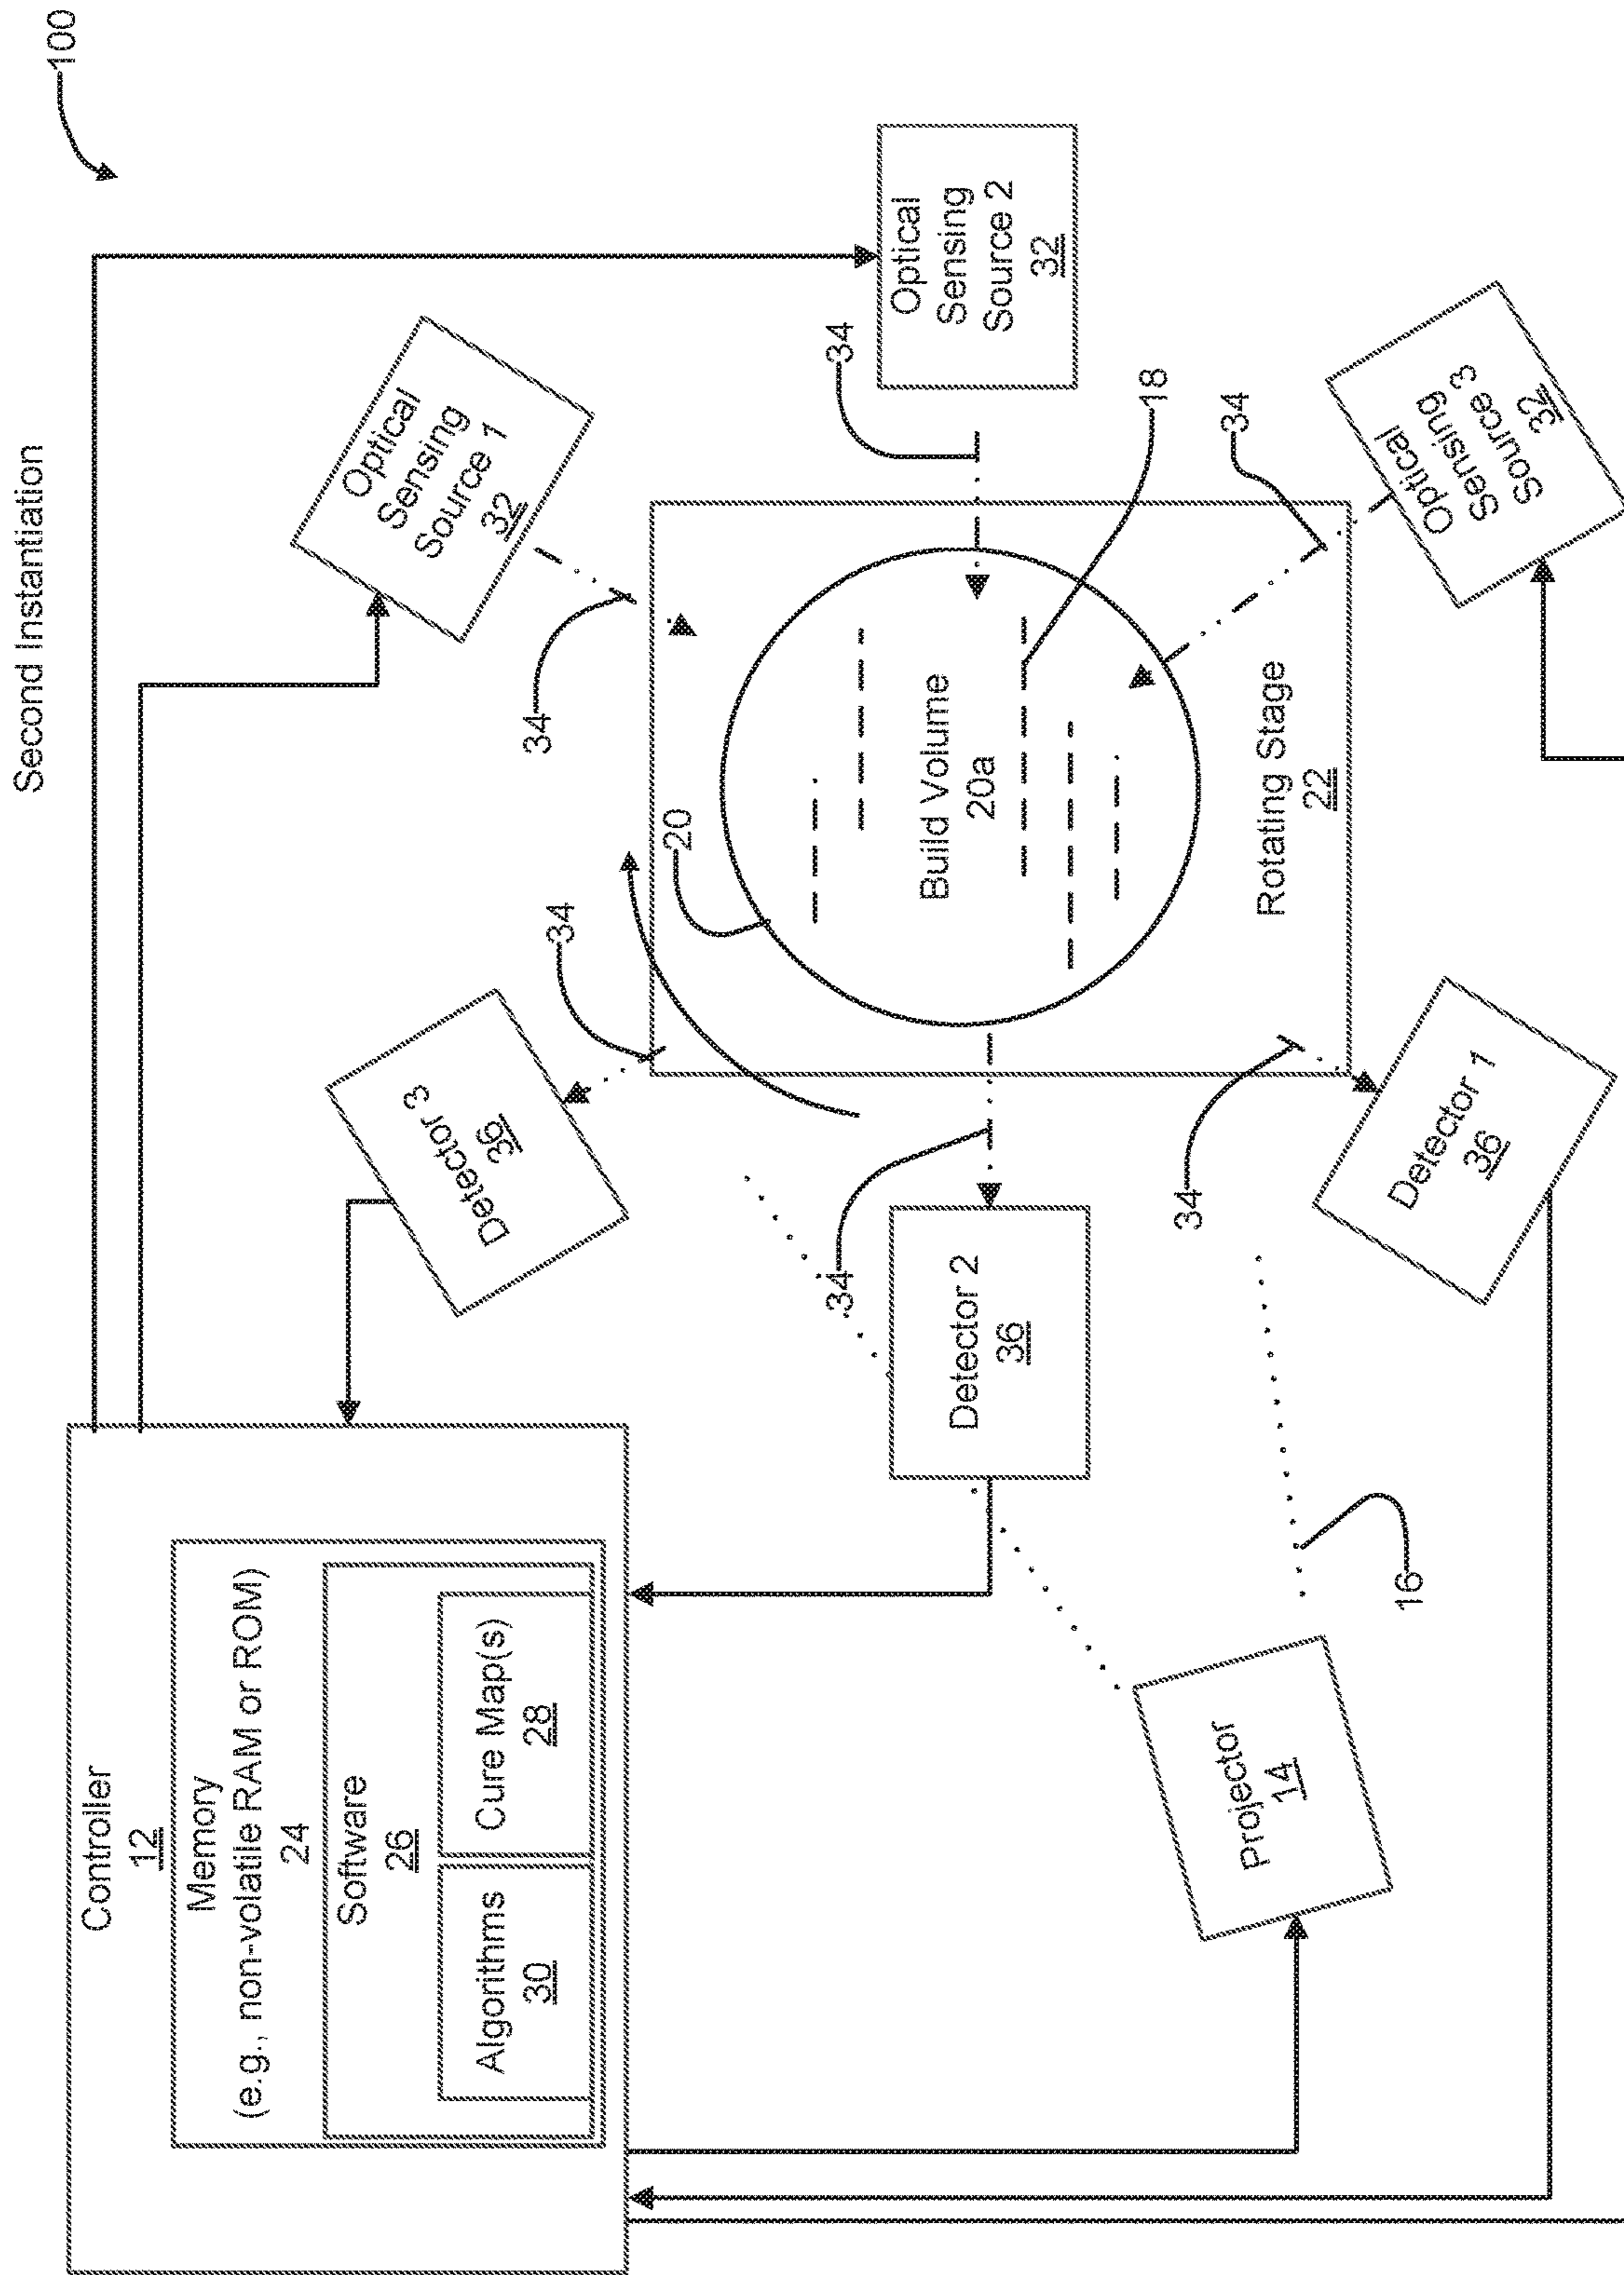 Second Instantiation
100
Controller
12
Memory
(e.g., non-volatile RAM or ROM)
24
Software
26
Algorithms
30
Cure Map(s)
28
Detector 3
36
34
Optical
Sensing
Source 1
32
34
20
Optical
Sensing
Source 2
32
34
Build Volume
20a
18
Detector 2
36
34
Rotating Stage
22
34
Optical
Sensing
Source 3
32
34
Detector 1
36
Projector
14
16